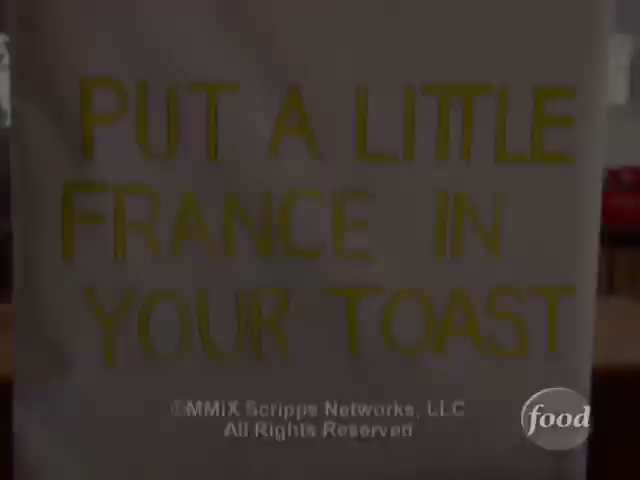 PUT A LITTLE
FRANCE IN
YOUR TOAST
©MMIX Scripps Networks, LLC
All Rights Reserved
food